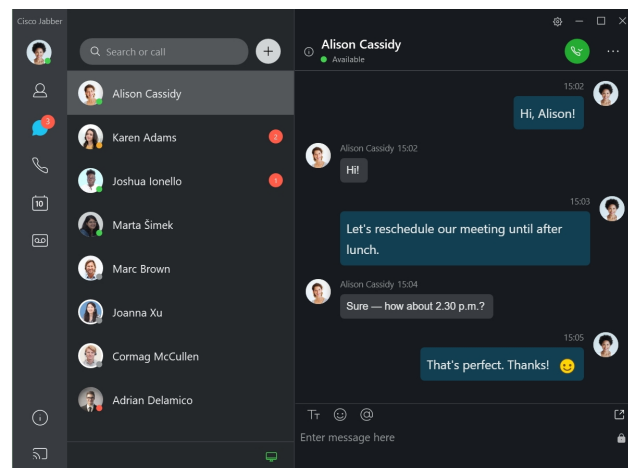 Cisco Jabber
3
10
Search or call
Alison Cassidy
Karen Adams
2
Joshua Ionello
1
Marta Šimek
Marc Brown
Joanna Xu
Cormag McCullen
Adrian Delamico
Alison Cassidy
Available
15:02
Hi, Alison!
Alison Cassidy 15:02
Hi!
15:03
Let's reschedule our meeting until after
lunch.
Alison Cassidy 15:04
Sure — how about 2.30 p.m.?
15:05
That's perfect. Thanks!
TT
@
Enter message here